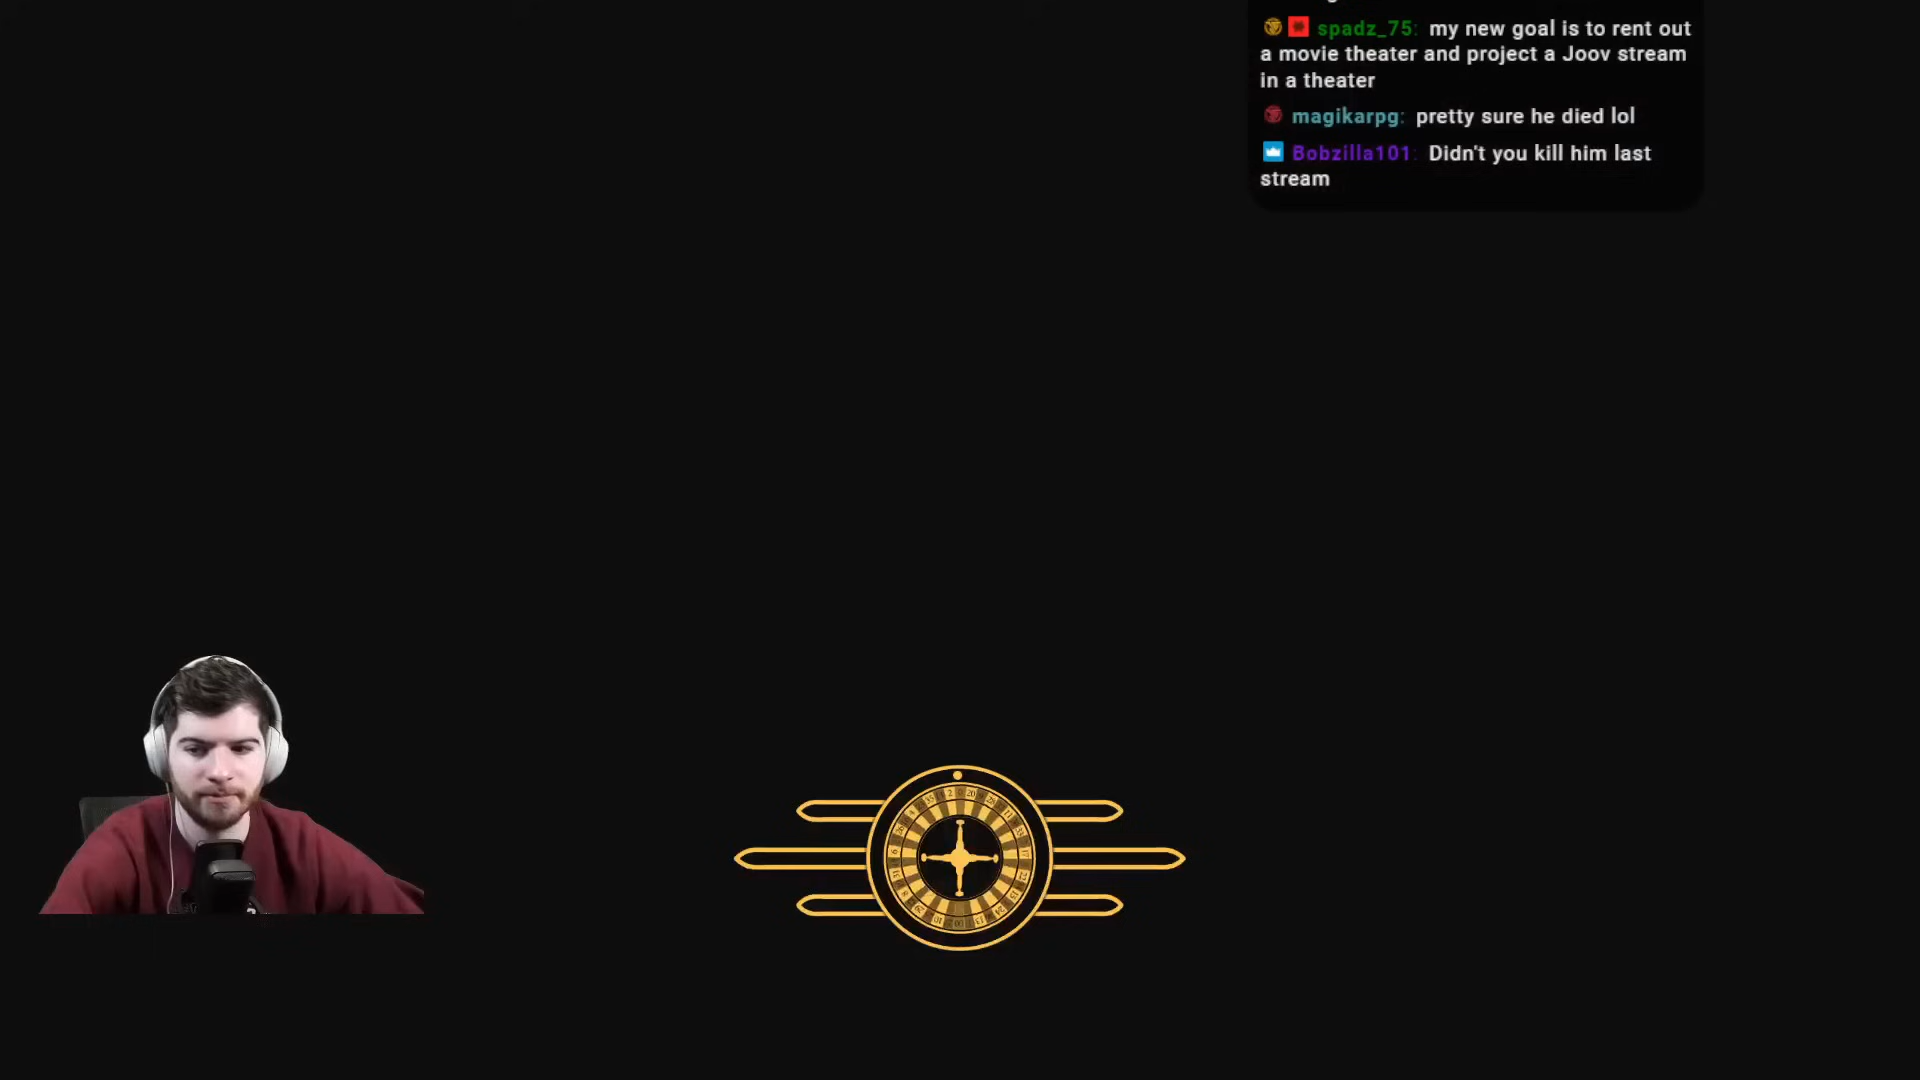 spadz_75: my new goal is to rent out
a movie theater and project a Joov stream
in a theater
magikarpg: pretty sure he died lol
Bobzilla101: Didn't you kill him last
stream